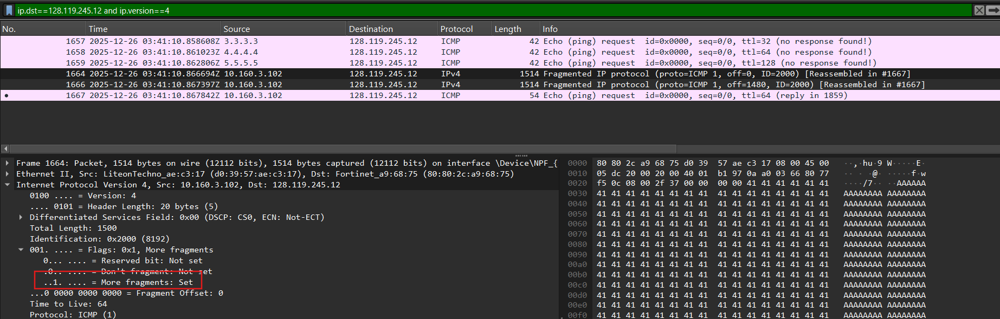 ip.dst==128.119.245.12 and ip.version==4
No. Time Source Destination Protocol Length Info
1657 2025-12-26 03:41:10.858608Z 3.3.3.3 128.119.245.12 ICMP 42 Echo (ping) request id=0x0000, seq=0/0, ttl=32 (no response found!)
1658 2025-12-26 03:41:10.861023Z 4.4.4.4 128.119.245.12 ICMP 42 Echo (ping) request id=0x0000, seq=0/0, ttl=64 (no response found!)
1659 2025-12-26 03:41:10.862806Z 5.5.5.5 128.119.245.12 ICMP 42 Echo (ping) request id=0x0000, seq=0/0, ttl=128 (no response found!)
1664 2025-12-26 03:41:10.866694Z 10.160.3.102 128.119.245.12 IPv4 1514 Fragmented IP protocol (proto=ICMP 1, off=0, ID=2000) [Reassembled in #1667]
1666 2025-12-26 03:41:10.867397Z 10.160.3.102 128.119.245.12 IPv4 1514 Fragmented IP protocol (proto=ICMP 1, off=1480, ID=2000) [Reassembled in #1667]
1667 2025-12-26 03:41:10.867842Z 10.160.3.102 128.119.245.12 ICMP 54 Echo (ping) request id=0x0000, seq=0/0, ttl=64 (reply in 1859)
Frame 1664: Packet, 1514 bytes on wire (12112 bits), 1514 bytes captured (12112 bits) on interface \Device\NPF_{
Ethernet II, Src: LiteonTechno_ae:c3:17 (d0:39:57:ae:c3:17), Dst: Fortinet_a9:68:75 (80:80:2c:a9:68:75)
Internet Protocol Version 4, Src: 10.160.3.102, Dst: 128.119.245.12
0100 .... = Version: 4
.... 0101 = Header Length: 20 bytes (5)
Differentiated Services Field: 0x00 (DSCP: CS0, ECN: Not-ECT)
Total Length: 1500
Identification: 0x2000 (8192)
001. .... = Flags: 0x1, More fragments
0... .... = Reserved bit: Not set
.0.. .... = Don't fragment: Not set
..1. .... = More fragments: Set
...0 0000 0000 0000 = Fragment Offset: 0
Time to Live: 64
Protocol: ICMP (1)
0000 80 80 2c a9 68 75 d0 39 57 ae c3 17 08 00 45 00 ··,·hu·9 W·····E·
0010 05 dc 20 00 20 00 40 01 b1 97 0a a0 03 66 80 77 ·· · ·@· ·····f·w
0020 f5 0c 08 00 2f 37 00 00 00 00 41 41 41 41 41 41 ····/7·· ··AAAAAA
0030 41 41 41 41 41 41 41 41 41 41 41 41 41 41 41 41 AAAAAAAA AAAAAAAA
0040 41 41 41 41 41 41 41 41 41 41 41 41 41 41 41 41 AAAAAAAA AAAAAAAA
0050 41 41 41 41 41 41 41 41 41 41 41 41 41 41 41 41 AAAAAAAA AAAAAAAA
0060 41 41 41 41 41 41 41 41 41 41 41 41 41 41 41 41 AAAAAAAA AAAAAAAA
0070 41 41 41 41 41 41 41 41 41 41 41 41 41 41 41 41 AAAAAAAA AAAAAAAA
0080 41 41 41 41 41 41 41 41 41 41 41 41 41 41 41 41 AAAAAAAA AAAAAAAA
0090 41 41 41 41 41 41 41 41 41 41 41 41 41 41 41 41 AAAAAAAA AAAAAAAA
00a0 41 41 41 41 41 41 41 41 41 41 41 41 41 41 41 41 AAAAAAAA AAAAAAAA
00b0 41 41 41 41 41 41 41 41 41 41 41 41 41 41 41 41 AAAAAAAA AAAAAAAA
00c0 41 41 41 41 41 41 41 41 41 41 41 41 41 41 41 41 AAAAAAAA AAAAAAAA
00d0 41 41 41 41 41 41 41 41 41 41 41 41 41 41 41 41 AAAAAAAA AAAAAAAA
00e0 41 41 41 41 41 41 41 41 41 41 41 41 41 41 41 41 AAAAAAAA AAAAAAAA
00f0 41 41 41 41 41 41 41 41 41 41 41 41 41 41 41 41 AAAAAAAA AAAAAAAA